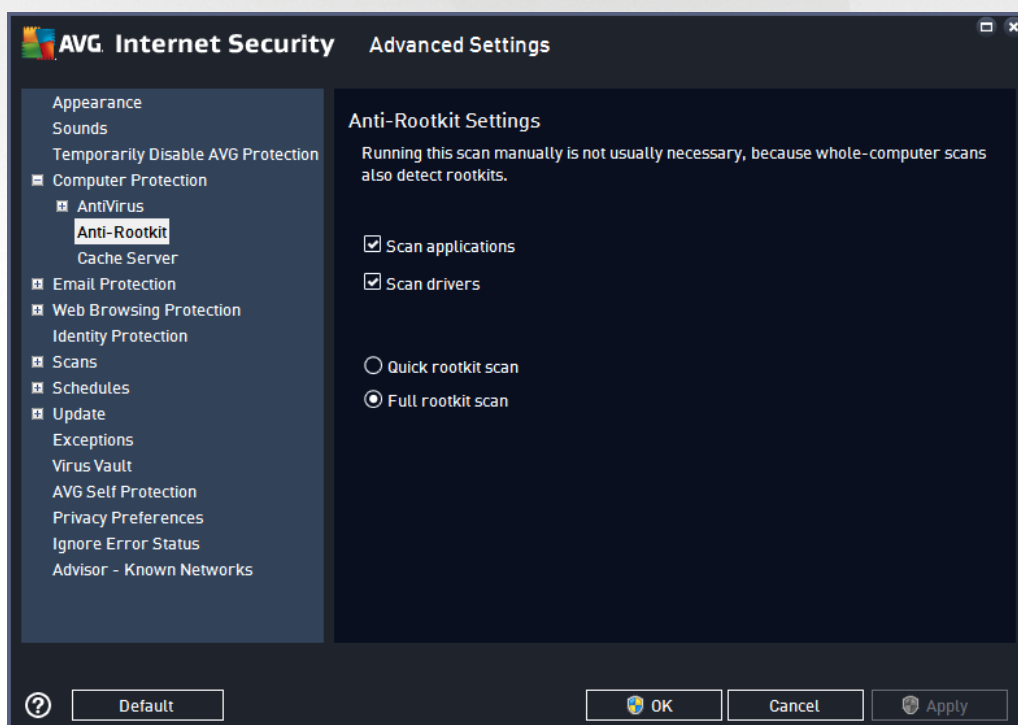 AVG. Internet Security Advanced Settings
Appearance
Sounds
Temporarily Disable AVG Protection
Computer Protection
AntiVirus
Anti-Rootkit
Cache Server
Email Protection
Web Browsing Protection
Identity Protection
Scans
Schedules
Update
Exceptions
Virus Vault
AVG Self Protection
Privacy Preferences
Ignore Error Status
Advisor - Known Networks
Anti-Rootkit Settings
Running this scan manually is not usually necessary, because whole-computer scans
also detect rootkits.
Scan applications
Scan drivers
Quick rootkit scan
Full rootkit scan
? Default OK Cancel Apply